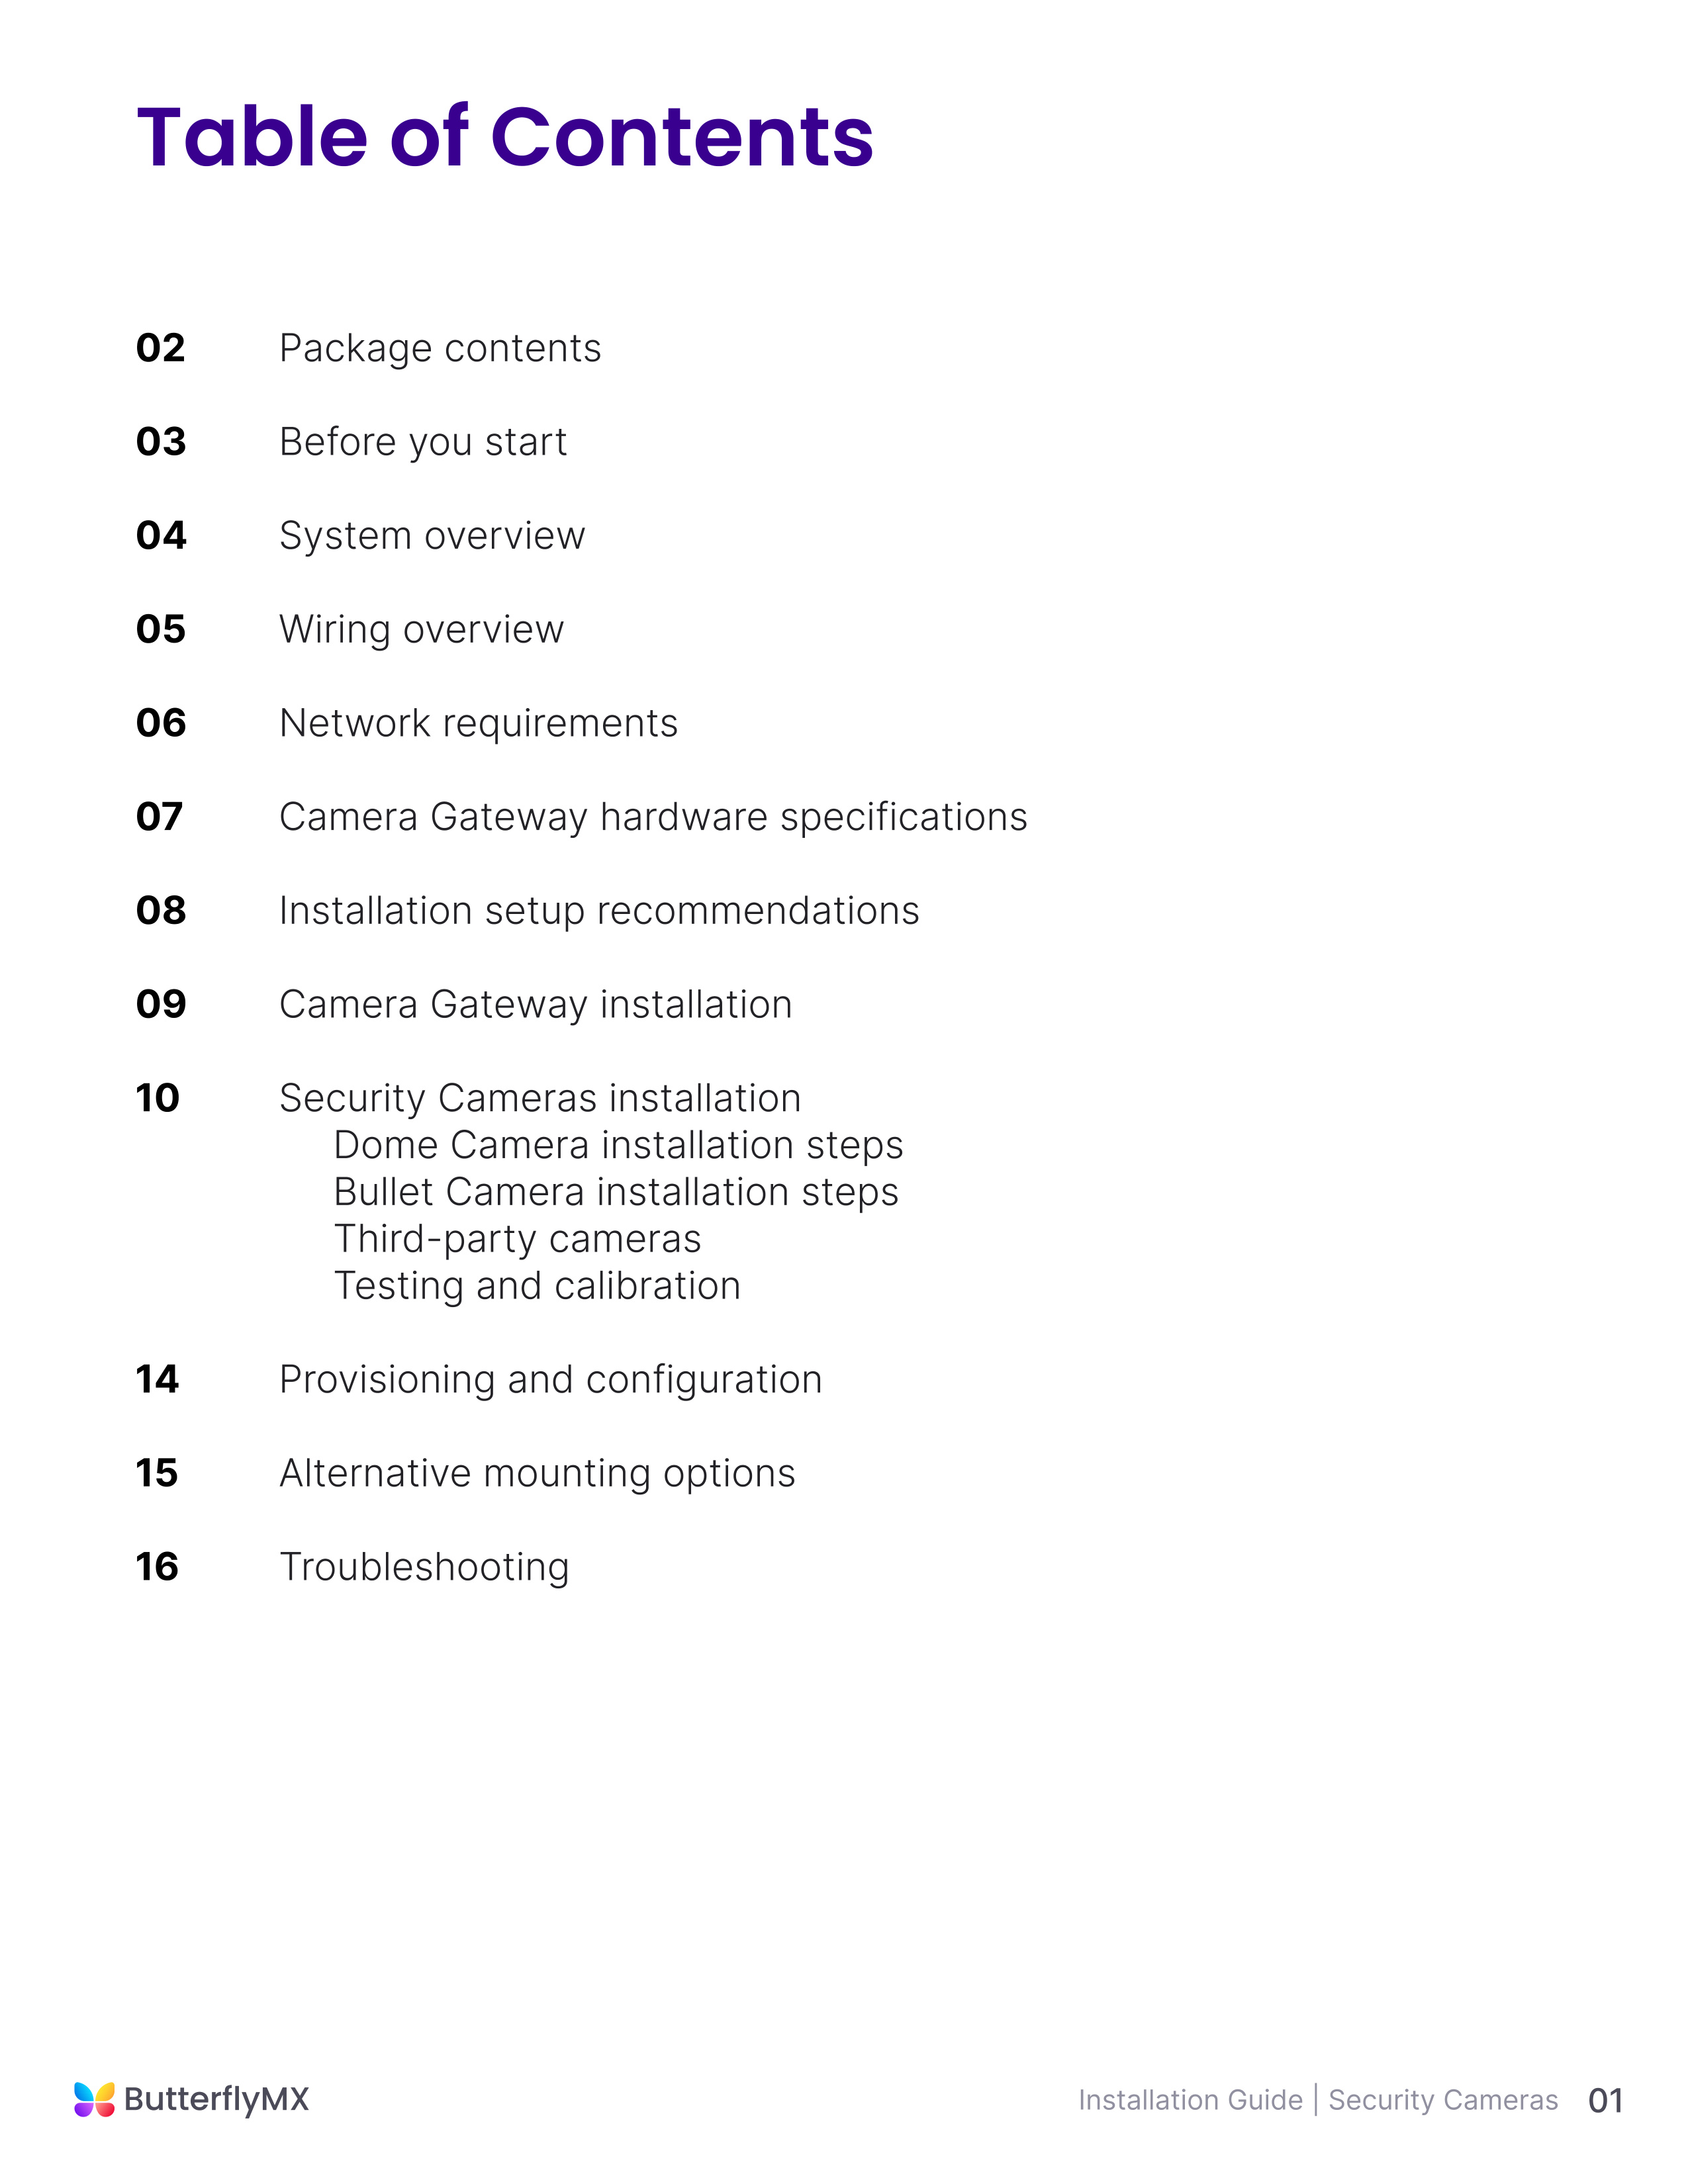 Table of Contents
02 Package contents
03 Before you start
04 System overview
05 Wiring overview
06 Network requirements
07 Camera Gateway hardware specifications
08 Installation setup recommendations
09 Camera Gateway installation
10 Security Cameras installation
Dome Camera installation steps
Bullet Camera installation steps
Third-party cameras
Testing and calibration
14 Provisioning and configuration
15 Alternative mounting options
16 Troubleshooting
ButterflyMX
Installation Guide | Security Cameras 01